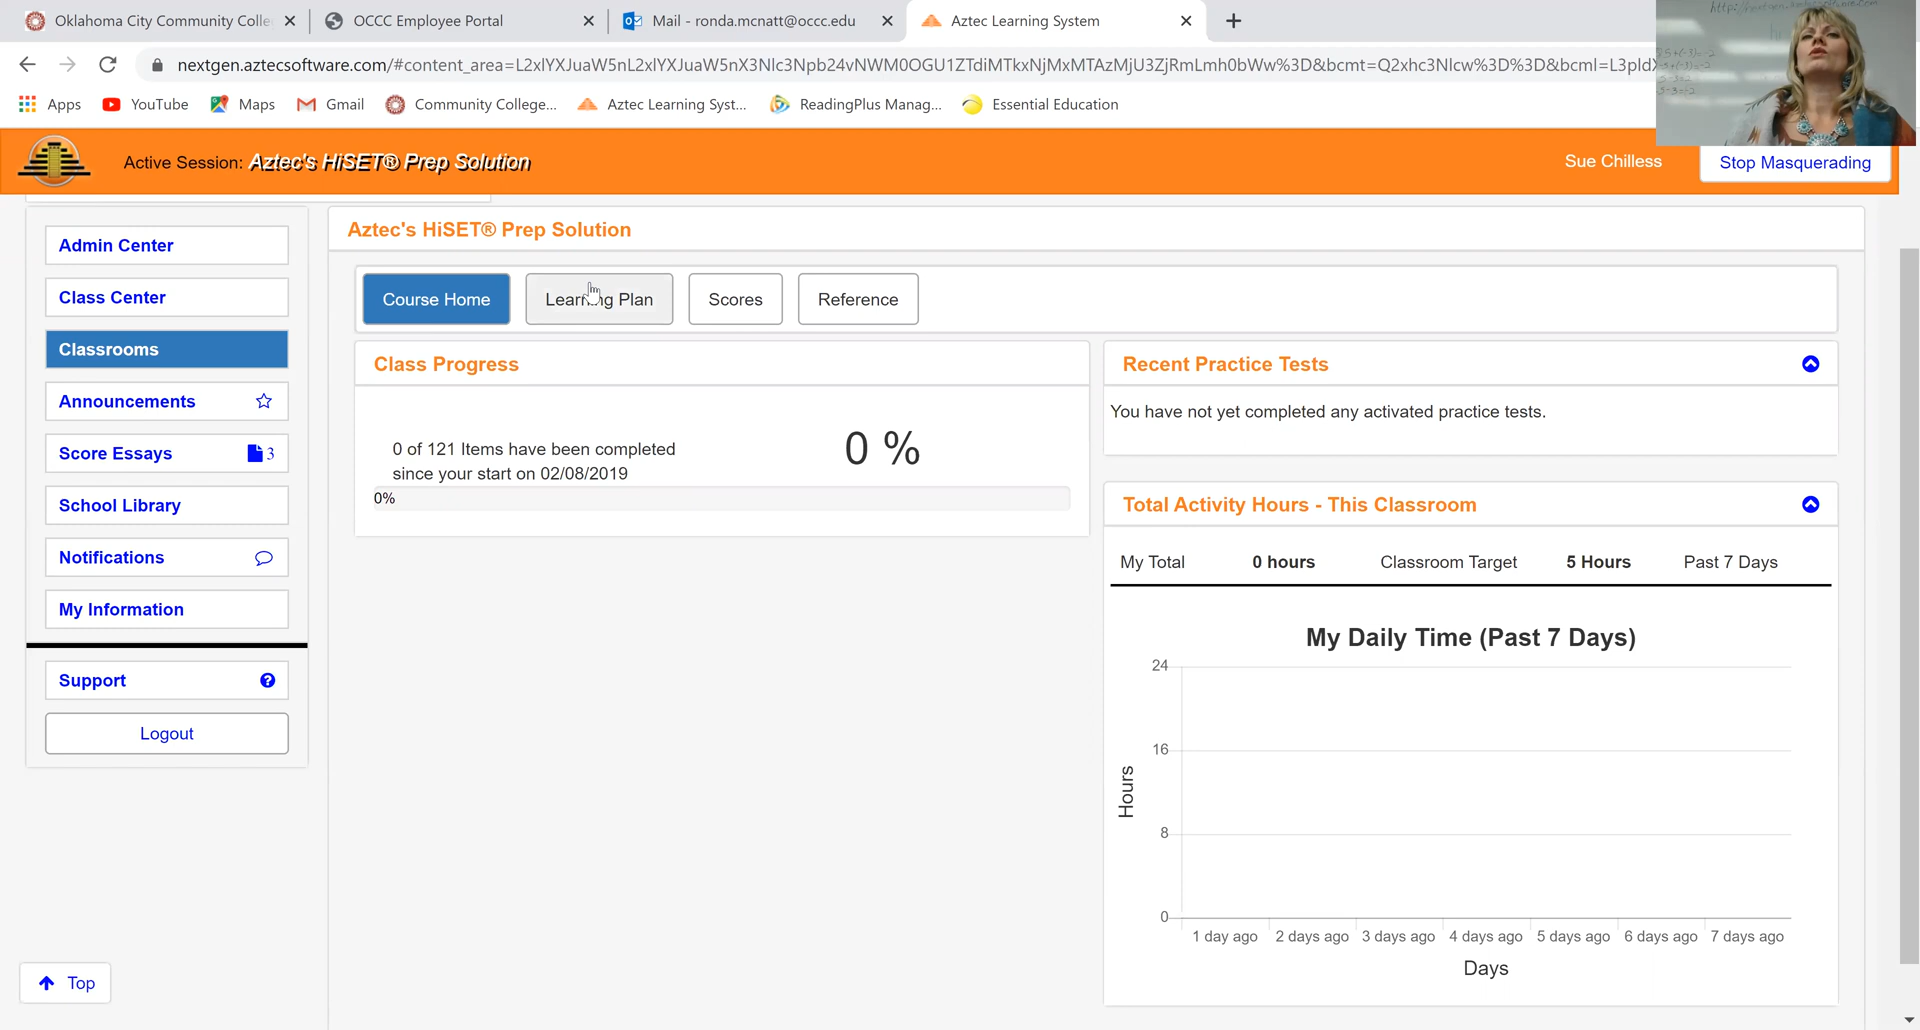 Oklahoma City Community Colle
OCCC Employee Portal
Mail - ronda.mcnatt@occc.edu
Aztec Learning System
nextgen.aztecsoftware.com/#content_area=L2xlYXJuaW5nL2xlYXJuaW5nX3Nlc3Npb24vNWM0OGU1ZTdiMTkxNjMxMTAzMjU3ZjRmLmh0bWw%3D&bcmt=Q2xhc3Nlcw%3D%3D&bcml=L3pldX
Apps
YouTube
Maps
Gmail
Community College...
Aztec Learning Syst...
ReadingPlus Manag...
Essential Education
Active Session: Aztec's HiSET® Prep Solution
Sue Chilless
Stop Masquerading
Admin Center
Class Center
Classrooms
Announcements
Score Essays 3
School Library
Notifications
My Information
Support
Logout
Top
Aztec's HiSET® Prep Solution
Course Home
Learning Plan
Scores
Reference
Class Progress
0 of 121 Items have been completed
since your start on 02/08/2019
0 %
0%
Recent Practice Tests
You have not yet completed any activated practice tests.
Total Activity Hours - This Classroom
My Total 0 hours Classroom Target 5 Hours Past 7 Days
My Daily Time (Past 7 Days)
24
16
8
0
Hours
1 day ago 2 days ago 3 days ago 4 days ago 5 days ago 6 days ago 7 days ago
Days